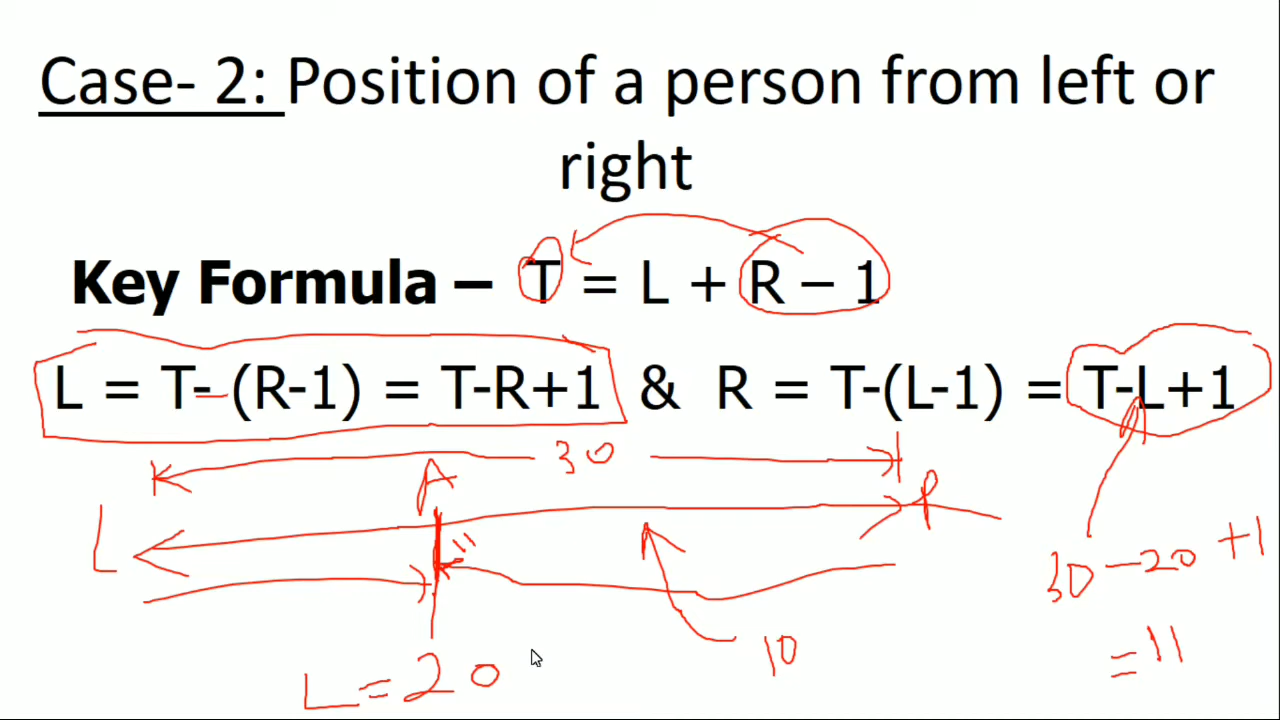 Case- 2: Position of a person from left or
right
Key Formula – T = L + R – 1
L = T- (R-1) = T-R+1 & R = T-(L-1) = T-L+1
30
A
R
L
11
30 - 20 + 1
10
= 11
L = 20